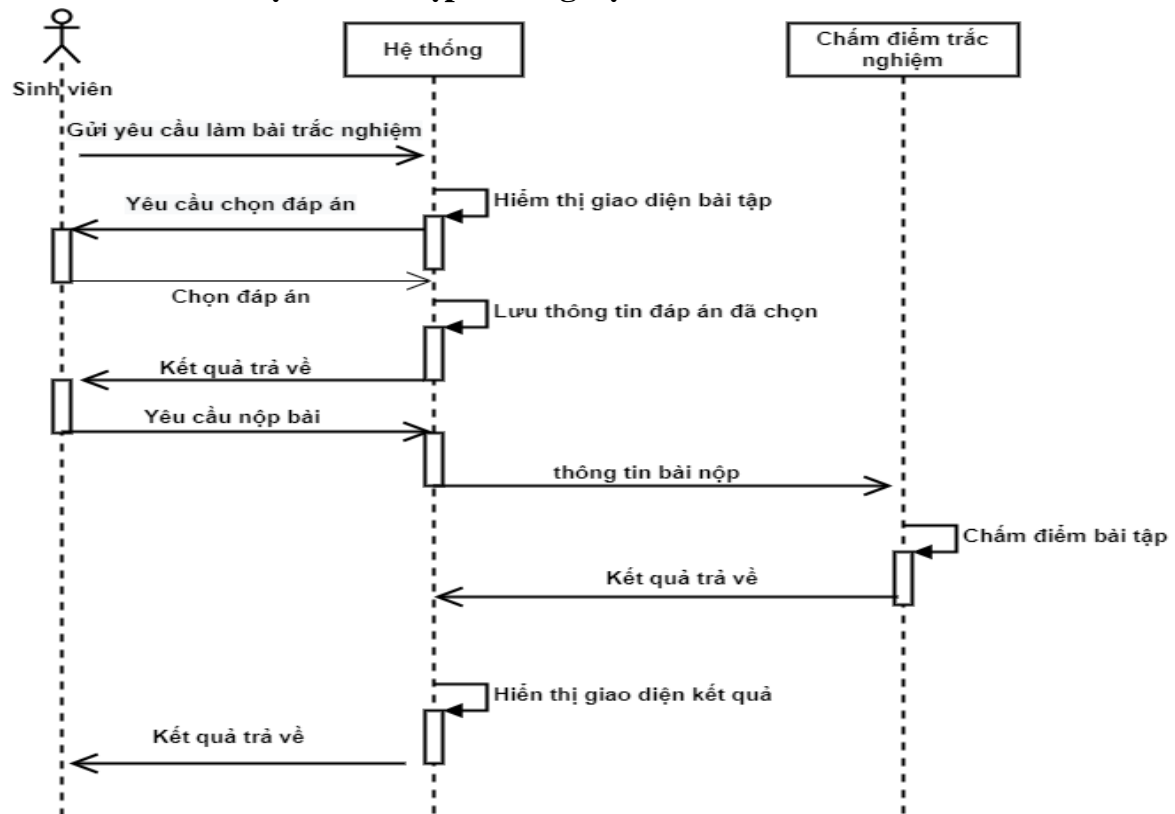 Sinh viên
Hệ thống
Chấm điểm trắc
nghiệm
Gửi yêu cầu làm bài trắc nghiệm
Hiểm thị giao diện bài tập
Yêu cầu chọn đáp án
Chọn đáp án
Lưu thông tin đáp án đã chọn
Kết quả trả về
Yêu cầu nộp bài
thông tin bài nộp
Chấm điểm bài tập
Kết quả trả về
Hiển thị giao diện kết quả
Kết quả trả về